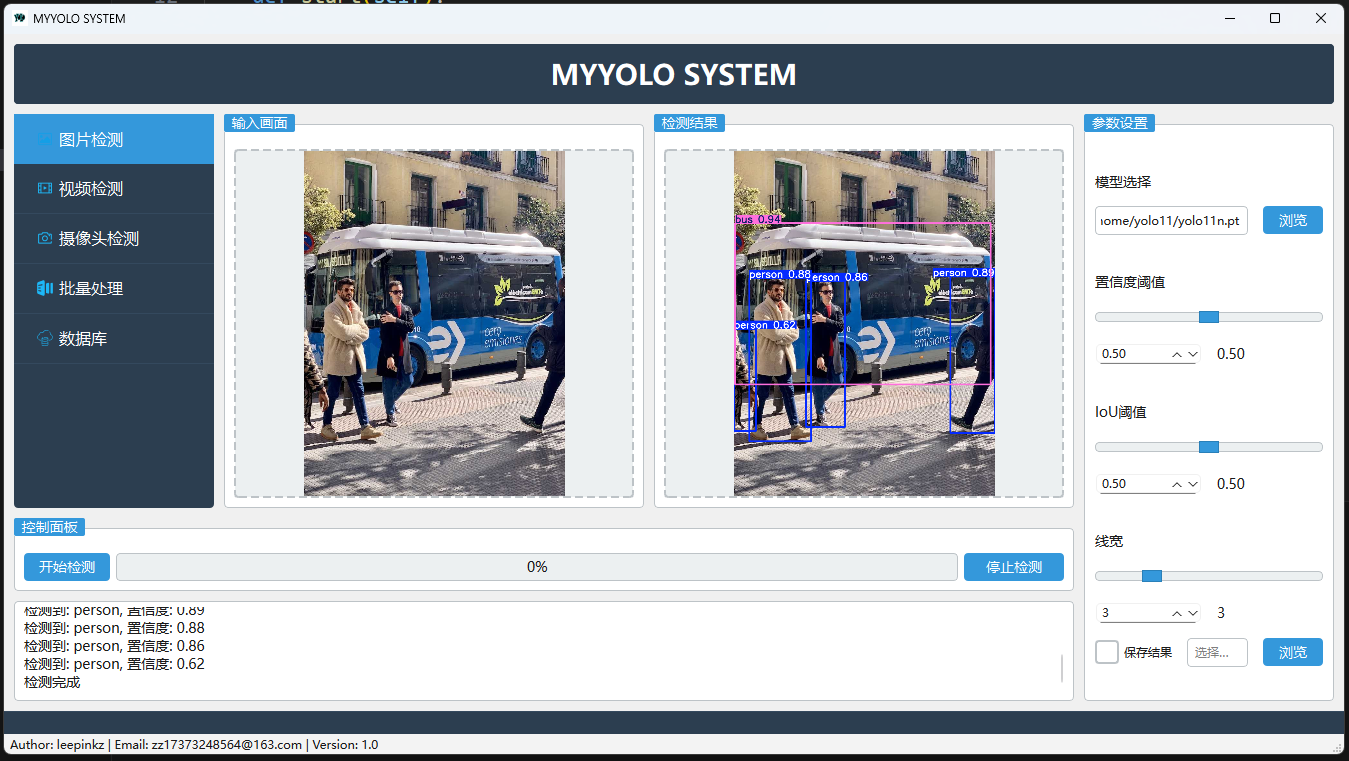 MYYOLO SYSTEM
MYYOLO SYSTEM
图片检测
视频检测
摄像头检测
批量处理
数据库
输入画面
检测结果
bus 0.94
person 0.88
person 0.86
person 0.89
person 0.62
cero
emisiones
cero
emisiones
参数设置
模型选择
ome/yolo11/yolo11n.pt
浏览
置信度阈值
0.50
0.50
IoU阈值
0.50
0.50
线宽
3
3
保存结果
选择...
浏览
控制面板
开始检测
0%
停止检测
检测到: person, 置信度: 0.89
检测到: person, 置信度: 0.88
检测到: person, 置信度: 0.86
检测到: person, 置信度: 0.62
检测完成
Author: leepinkz | Email: zz17373248564@163.com | Version: 1.0